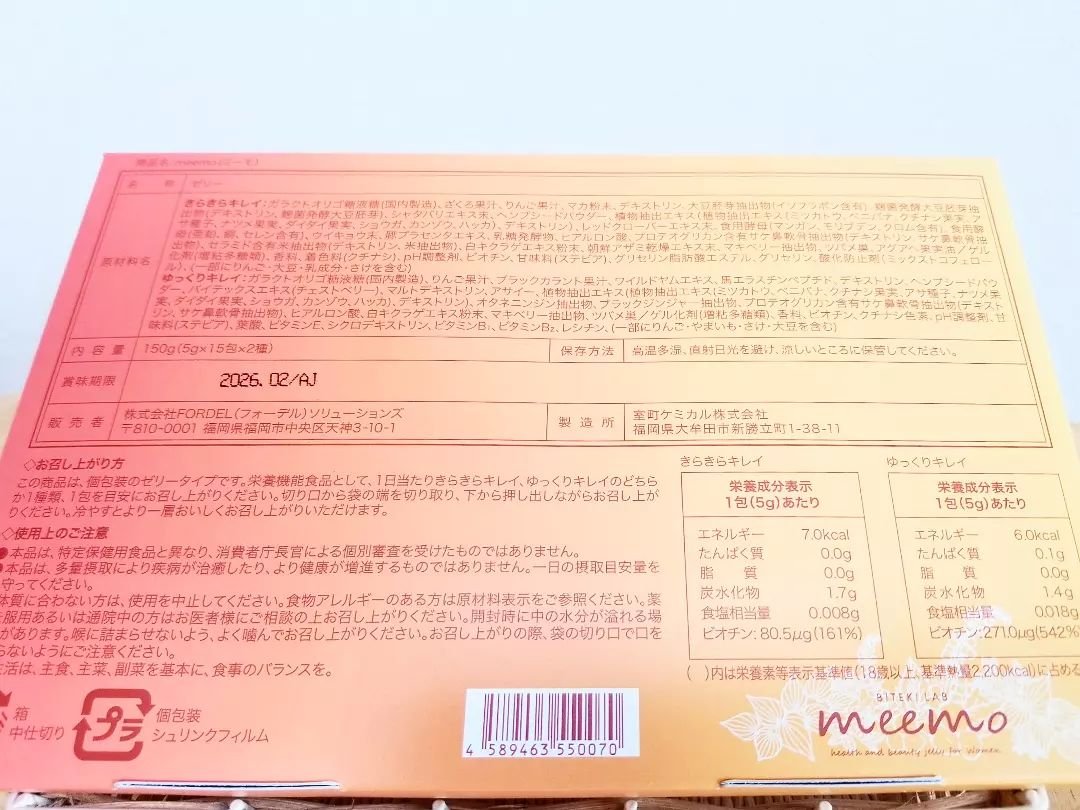 商品名:meemo(ミーモ)
名 称 ゼリー
原材料名
きらきらキレイ:ガラクトオリゴ糖液糖(国内製造)、ざくろ果汁、りんご果汁、マカ粉末、デキストリン、大豆胚芽抽出物(イソフラボン含有)、麹菌発酵大豆胚芽抽
出物(デキストリン、麹菌発酵大豆胚芽)、シャタバリエキス末、ヘンプシードパウダー、植物抽出エキス(植物抽出エキス(ミツカトウ、ベニバナ、クチナシ果実、ア
サ種子、ナツメ果実、ダイダイ果実、ショウガ、カンゾウ、ハッカ)、デキストリン)、レッドクローバーエキス末、食用酵母(マンガン、モリブデン、クロム含有)、食用酵
母(亜鉛、銅、セレン含有)、ウイキョウ末、豚プラセンタエキス、乳糖発酵物、ヒアルロン酸、プロテオグリカン含有サケ鼻軟骨抽出物(デキストリン、サケ鼻軟骨抽
出物)、セラミド含有米抽出物(デキストリン、米抽出物)、白キクラゲエキス粉末、朝鮮アザミ乾燥エキス末、マキベリー抽出物、ツバメ巣、アグアヘ果実末/ゲル
化剤(増粘多糖類)、香料、着色料(クチナシ)、pH調整剤、ビオチン、甘味料(ステビア)、グリセリン脂肪酸エステル、グリセリン、酸化防止剤(ミックストコフェロー
ル)、(一部にりんご・大豆・乳成分・さけを含む)
ゆっくりキレイ:ガラクトオリゴ糖液糖(国内製造)、りんご果汁、ブラックカラント果汁、ワイルドヤムエキス、馬エラスチンペプチド、デキストリン、ヘンプシードパウ
ダー、バイテックスエキス(チェストベリー)、マルトデキストリン、アサイー、植物抽出エキス(植物抽出エキス(ミツカトウ、ベニバナ、クチナシ果実、アサ種子、ナツメ果
実、ダイダイ果実、ショウガ、カンゾウ、ハッカ)、デキストリン)、オタネニンジン抽出物、ブラックジンジャー抽出物、プロテオグリカン含有サケ鼻軟骨抽出物(デキスト
リン、サケ鼻軟骨抽出物)、ヒアルロン酸、白キクラゲエキス粉末、マキベリー抽出物、ツバメ巣/ゲル化剤(増粘多糖類)、香料、ビオチン、クチナシ色素、pH調整剤、甘
味料(ステビア)、葉酸、ビタミンE、シクロデキストリン、ビタミンB₁、ビタミンB₂、レシチン、(一部にりんご・やまいも・さけ・大豆を含む)
内 容 量 150g(5g×15包×2種) 保存方法 高温多湿、直射日光を避け、涼しいところに保管してください。
賞味期限 2026. 02/AJ
販 売 者 株式会社FORDEL(フォーデル)ソリューションズ
〒810-0001 福岡県福岡市中央区天神3-10-1
製 造 所 室町ケミカル株式会社
福岡県大牟田市新勝立町1-38-11
◇お召し上がり方
この商品は、個包装のゼリータイプです。栄養機能食品として、1日当たりきらきらキレイ、ゆっくりキレイのどちら
か1種類、1包を目安にお召し上がりください。切り口から袋の端を切り取り、下から押し出しながらお召し上が
りください。冷やすとより一層おいしくお召し上がりいただけます。
◇使用上のご注意
●本品は、特定保健用食品と異なり、消費者庁長官による個別審査を受けたものではありません。
●本品は、多量摂取により疾病が治癒したり、より健康が増進するものではありません。一日の摂取目安量を
守ってください。
体質に合わない方は、使用を中止してください。食物アレルギーのある方は原材料表示をご参照ください。薬
服用あるいは通院中の方はお医者様にご相談の上お召し上がりください。開封時に中の水分が溢れる場
があります。喉に詰まらせないよう、よく噛んでお召し上がりください。お召し上がりの際、袋の切り口で口を
らないようにご注意ください。
活は、主食、主菜、副菜を基本に、食事のバランスを。
きらきらキレイ
栄養成分表示
1包(5g)あたり
エネルギー 7.0kcal
たんぱく質 0.0g
脂 質 0.0g
炭水化物 1.7g
食塩相当量 0.008g
ビオチン:80.5μg(161%)
ゆっくりキレイ
栄養成分表示
1包(5g)あたり
エネルギー 6.0kcal
たんぱく質 0.1g
脂 質 0.0g
炭水化物 1.4g
食塩相当量 0.018g
ビオチン:271.0μg(542%
( )内は栄養素等表示基準値(18歳以上、基準熱量2,200kcal)に占める
箱
中仕切り
プラ
個包装
シュリンクフィルム
4 589463 550070
BITEKI LAB
meemo
health and beauty jelly for women